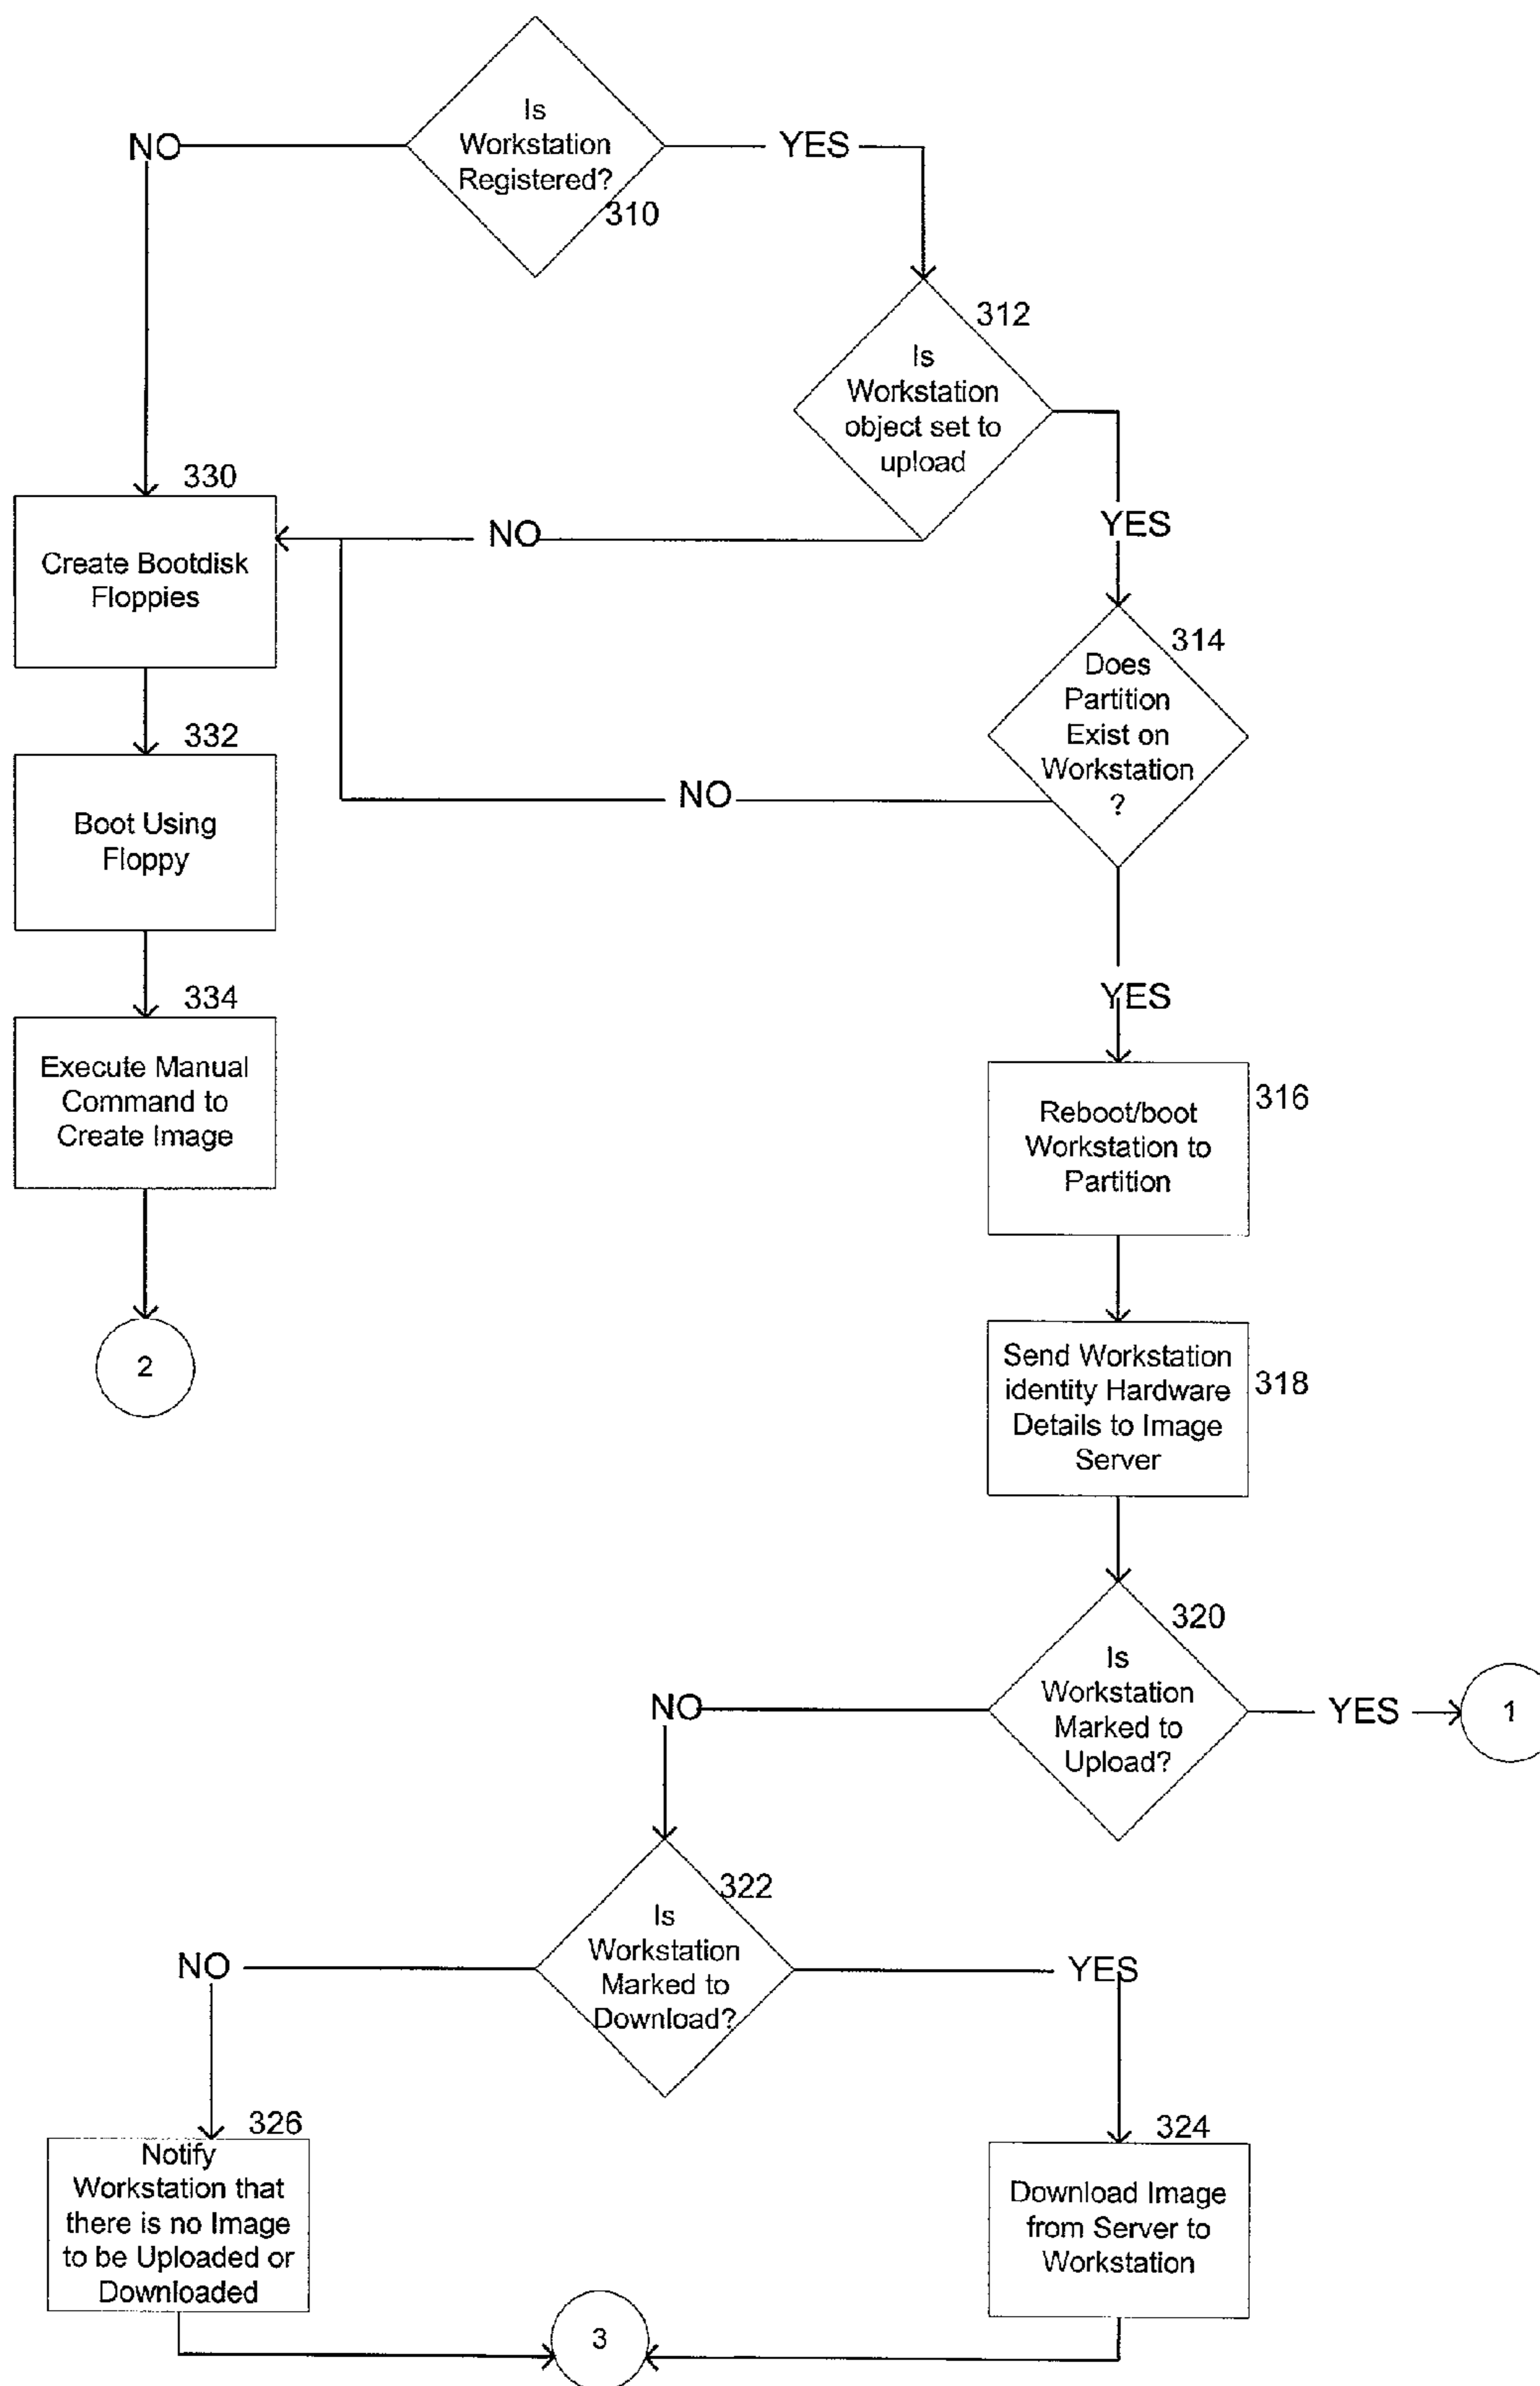 Is
Workstation
Registered?
310
NO
YES
312
Is
Workstation
object set to
upload
330
Create Bootdisk
Floppies
NO
YES
314
Does
Partition
Exist on
Workstation
?
332
Boot Using
Floppy
NO
334
Execute Manual
Command to
Create Image
YES
316
Reboot/boot
Workstation to
Partition
2
318
Send Workstation
identity Hardware
Details to Image
Server
320
Is
Workstation
Marked to
Upload?
NO
YES
1
322
Is
Workstation
Marked to
Download?
NO
YES
326
Notify
Workstation that
there is no Image
to be Uploaded or
Downloaded
324
Download Image
from Server to
Workstation
3